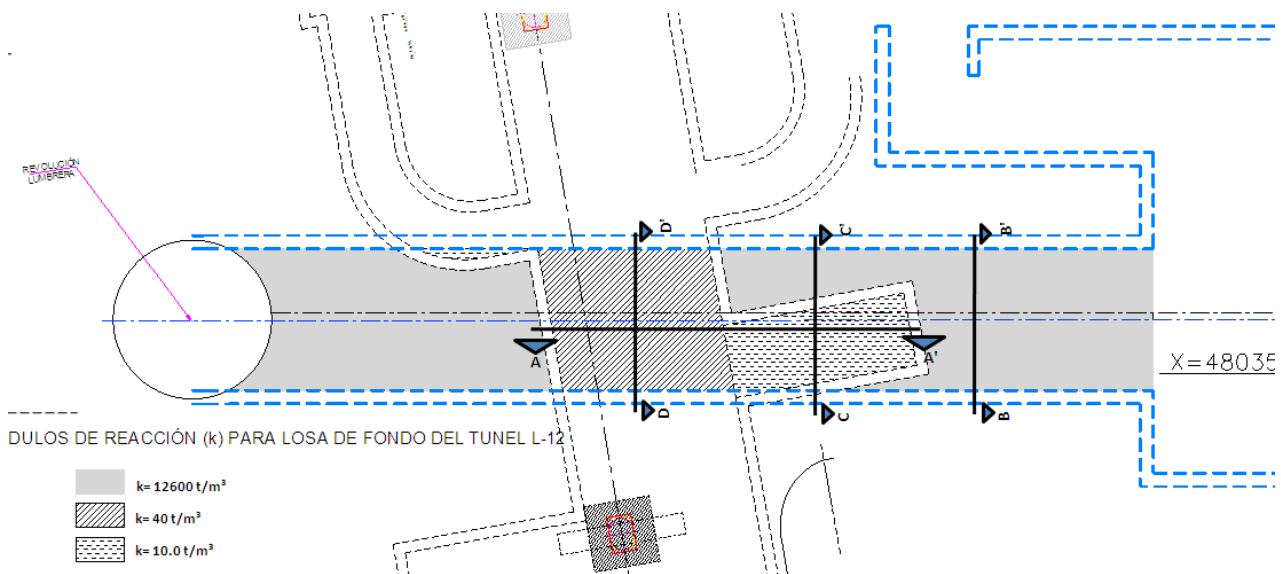 REVOLUCIÓN
LUMBRERA
D'
C'
B'
A
A'
X=48035
D
C
B
DULOS DE REACCIÓN (k) PARA LOSA DE FONDO DEL TUNEL L-12
k= 12600 t/m³
k= 40 t/m³
k= 10.0 t/m³